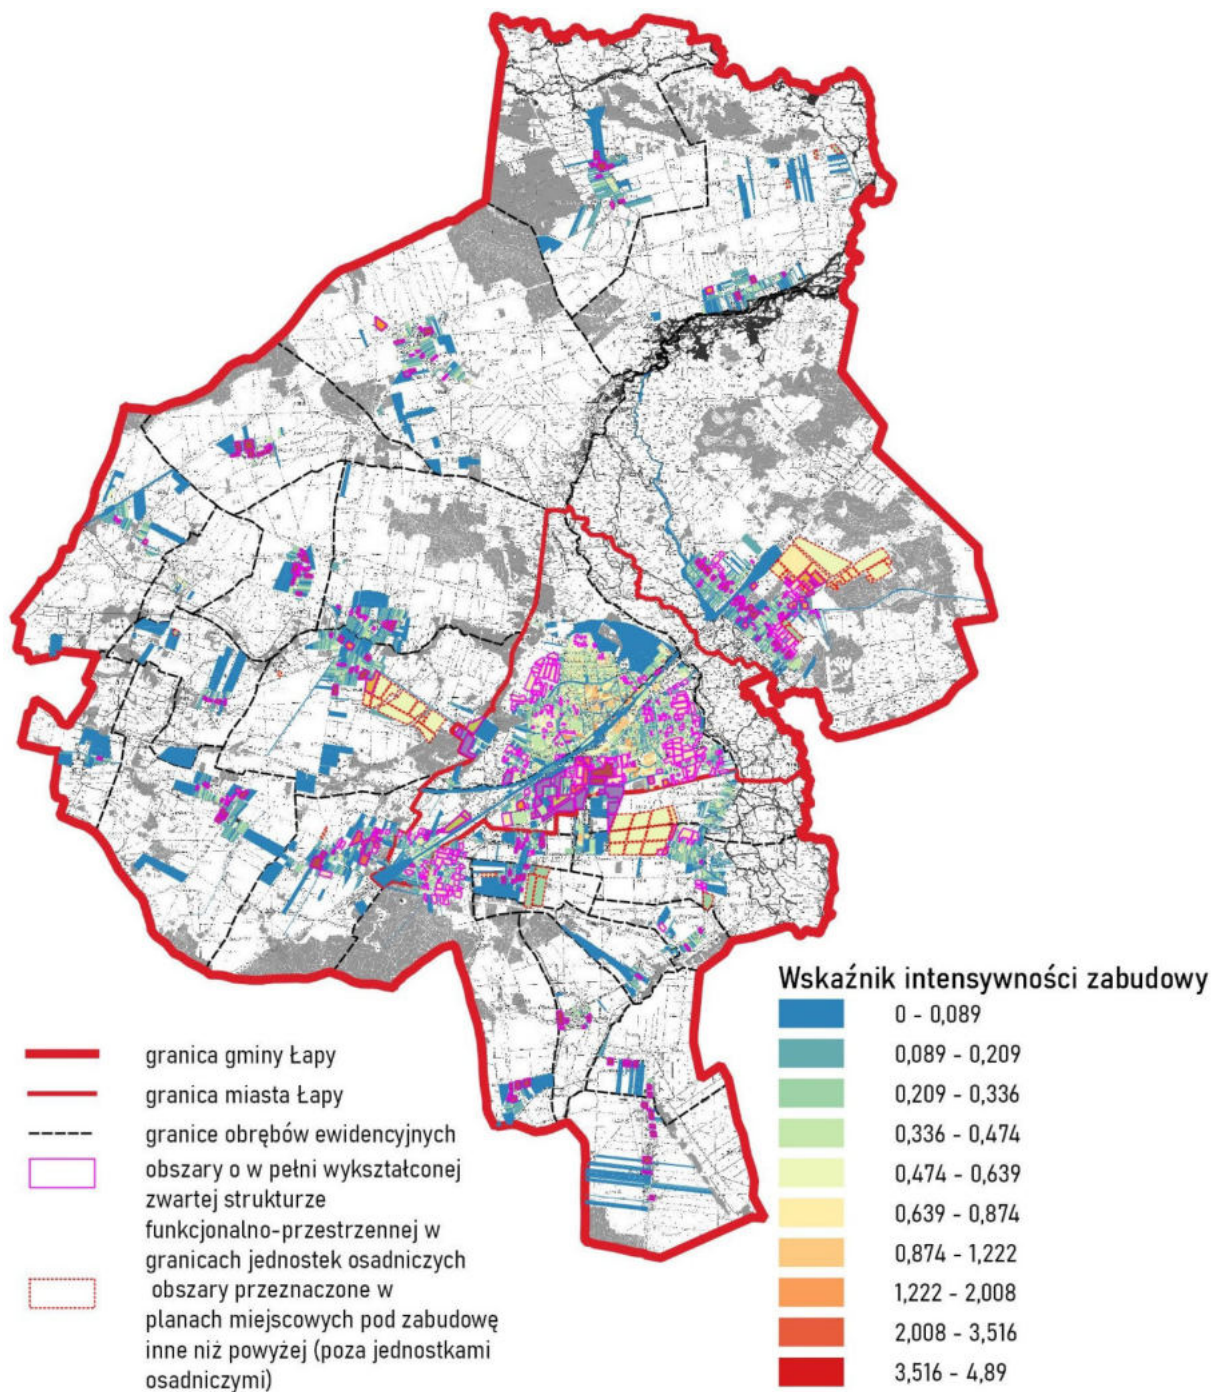 Wskaźnik intensywności zabudowy
0 - 0,089
0,089 - 0,209
0,209 - 0,336
0,336 - 0,474
0,474 - 0,639
0,639 - 0,874
0,874 - 1,222
1,222 - 2,008
2,008 - 3,516
3,516 - 4,89
granica gminy Łapy
granica miasta Łapy
granice obrębów ewidencyjnych
obszary o w pełni wykształconej
zwartej strukturze
funkcjonalno-przestrzennej w
granicach jednostek osadniczych
obszary przeznaczone w
planach miejscowych pod zabudowę
inne niż powyżej (poza jednostkami
osadniczymi)